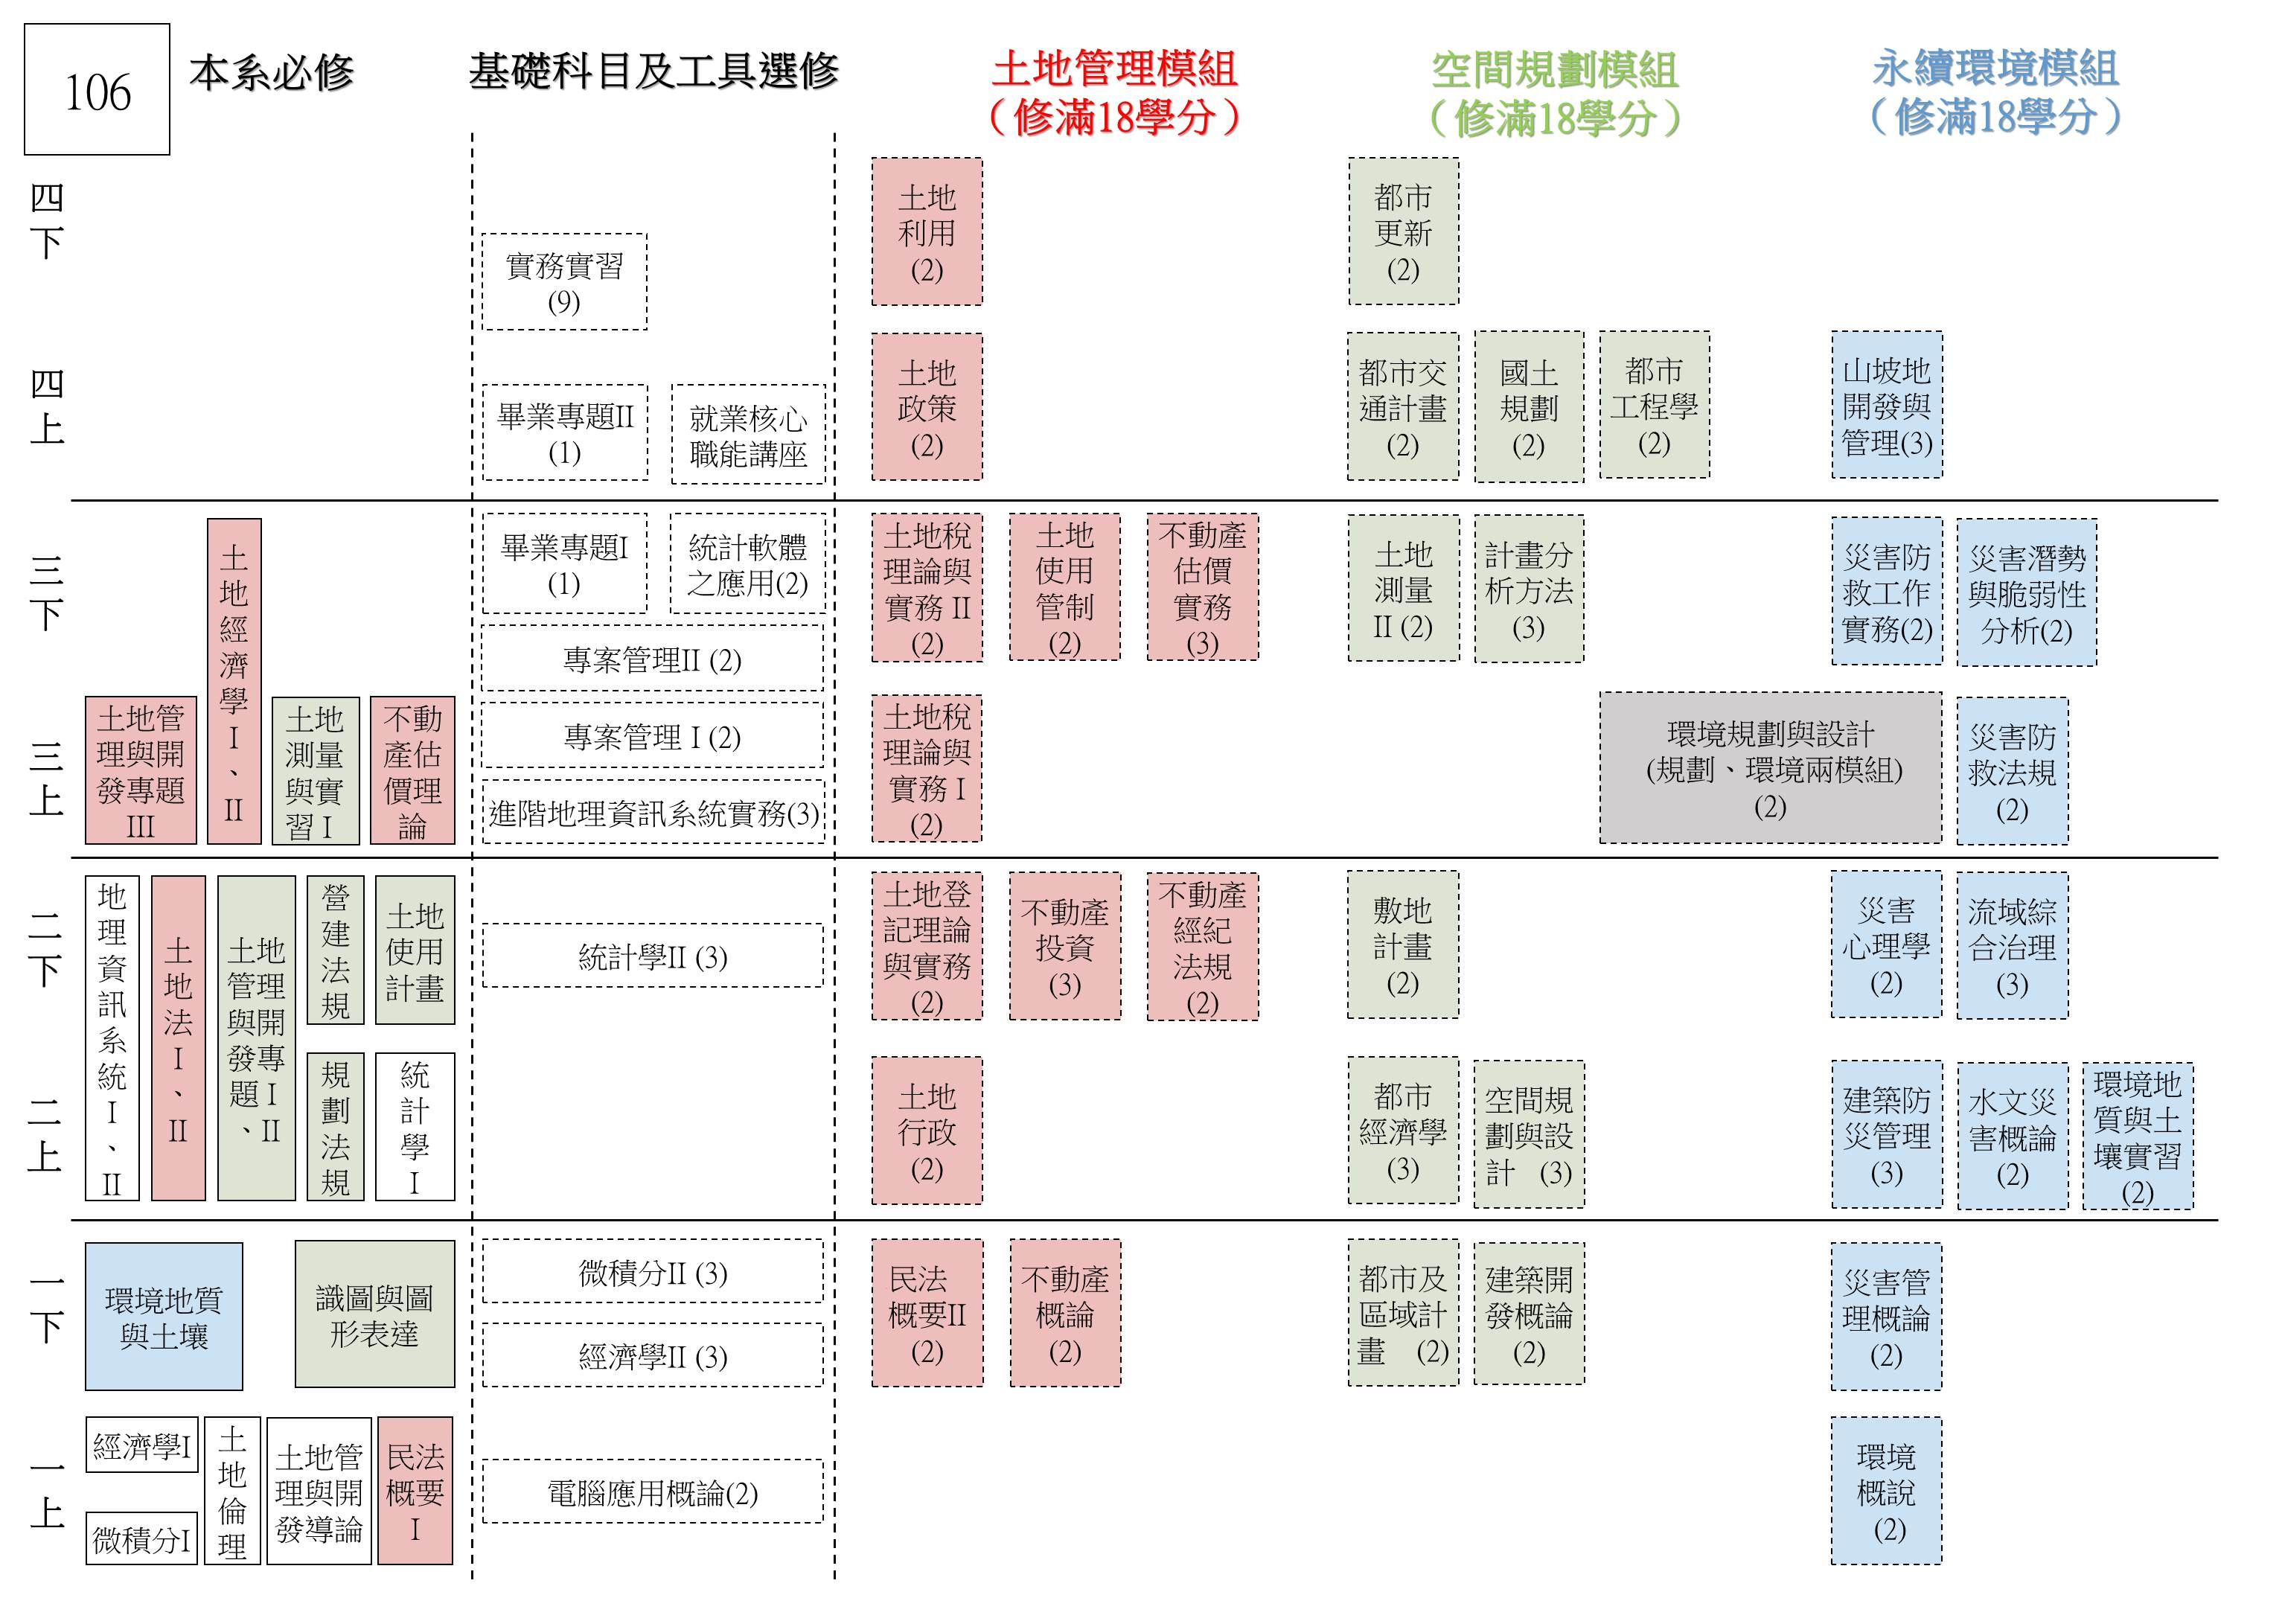 106
本系必修
基礎科目及工具選修
土地管理模組
（修滿18學分）
空間規劃模組
（修滿18學分）
永續環境模組
（修滿18學分）
四
下
實務實習
(9)
土地
利用
(2)
都市
更新
(2)
四
上
畢業專題II
(1)
就業核心
職能講座
土地
政策
(2)
都市交
通計畫
(2)
國土
規劃
(2)
都市
工程學
(2)
山坡地
開發與
管理(3)
三
下
土
地
經
濟
學
I
、
II
畢業專題I
(1)
統計軟體
之應用(2)
專案管理II (2)
土地稅
理論與
實務 II
(2)
土地
使用
管制
(2)
不動產
估價
實務
(3)
土地
測量
II (2)
計畫分
析方法
(3)
災害防
救工作
實務(2)
災害潛勢
與脆弱性
分析(2)
三
上
土地管
理與開
發專題
III
土地
測量
與實
習 I
不動
產估
價理
論
專案管理 I (2)
進階地理資訊系統實務(3)
土地稅
理論與
實務 I
(2)
環境規劃與設計
(規劃、環境兩模組)
(2)
災害防
救法規
(2)
二
下
地
理
資
訊
系
統
I
、
II
土
地
法
I
、
II
土地
管理
與開
發專
題 I
、II
營
建
法
規
土地
使用
計畫
統計學II (3)
土地登
記理論
與實務
(2)
不動產
投資
(3)
不動產
經紀
法規
(2)
敷地
計畫
(2)
災害
心理學
(2)
流域綜
合治理
(3)
二
上
規
劃
法
規
統
計
學
I
土地
行政
(2)
都市
經濟學
(3)
空間規
劃與設
計 (3)
建築防
災管理
(3)
水文災
害概論
(2)
環境地
質與土
壤實習
(2)
一
下
環境地質
與土壤
識圖與圖
形表達
微積分II (3)
經濟學II (3)
民法
概要II
(2)
不動產
概論
(2)
都市及
區域計
畫 (2)
建築開
發概論
(2)
災害管
理概論
(2)
一
上
經濟學I
微積分I
土
地
倫
理
土地管
理與開
發導論
民法
概要
I
電腦應用概論(2)
環境
概說
(2)